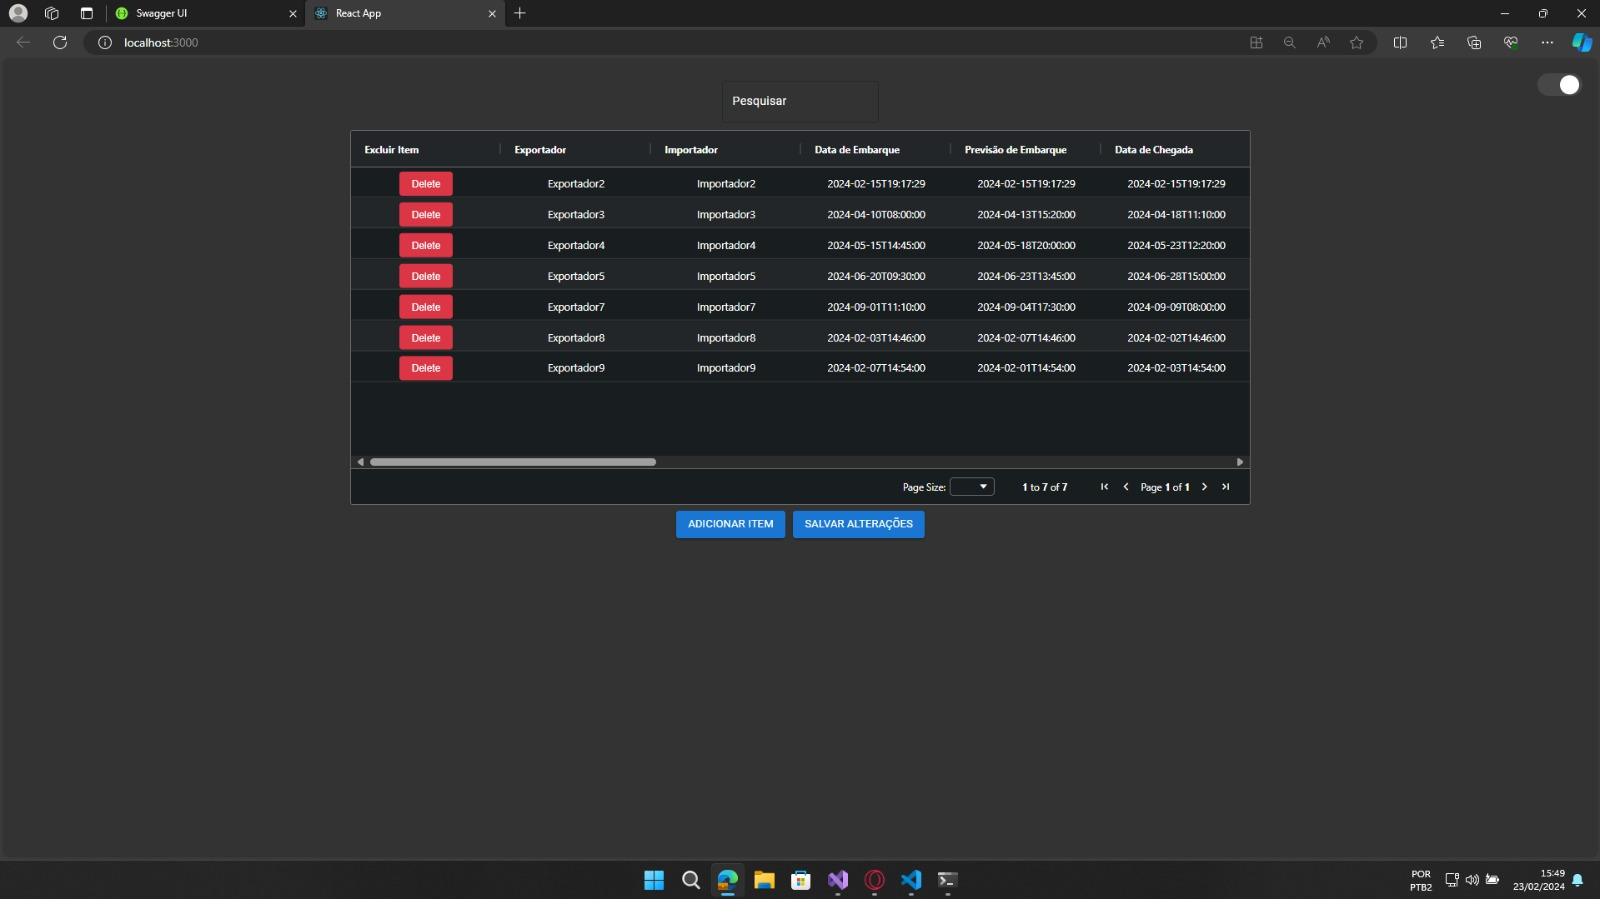 Swagger UI
React App
localhost:3000
Pesquisar
Excluir Item Exportador Importador Data de Embarque Previsão de Embarque Data de Chegada
Delete Exportador2 Importador2 2024-02-15T19:17:29 2024-02-15T19:17:29 2024-02-15T19:17:29
Delete Exportador3 Importador3 2024-04-10T08:00:00 2024-04-13T15:20:00 2024-04-18T11:10:00
Delete Exportador4 Importador4 2024-05-15T14:45:00 2024-05-18T20:00:00 2024-05-23T12:20:00
Delete Exportador5 Importador5 2024-06-20T09:30:00 2024-06-23T13:45:00 2024-06-28T15:00:00
Delete Exportador7 Importador7 2024-09-01T11:10:00 2024-09-04T17:30:00 2024-09-09T08:00:00
Delete Exportador8 Importador8 2024-02-03T14:46:00 2024-02-07T14:46:00 2024-02-02T14:46:00
Delete Exportador9 Importador9 2024-02-07T14:54:00 2024-02-01T14:54:00 2024-02-03T14:54:00
Page Size: 1 to 7 of 7 Page 1 of 1
ADICIONAR ITEM SALVAR ALTERAÇÕES
POR
PTB2
15:49
23/02/2024